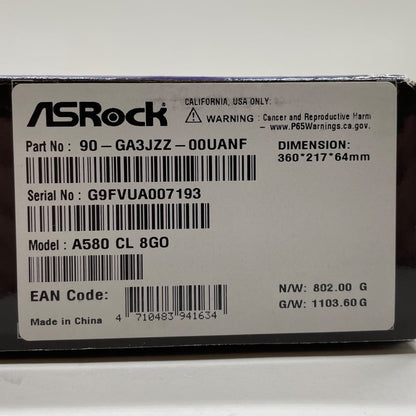 ASRock
CALIFORNIA, USA ONLY:
⚠ WARNING : Cancer and Reproductive Harm
- www.P65Warnings.ca.gov.
Part No : 90-GA3JZZ-00UANF
DIMENSION:
360*217*64mm
Serial No : G9FVUA007193
Model : A580 CL 8GO
EAN Code:
4 710483 941634
Made in China
N/W: 802.00 G
G/W: 1103.60 G